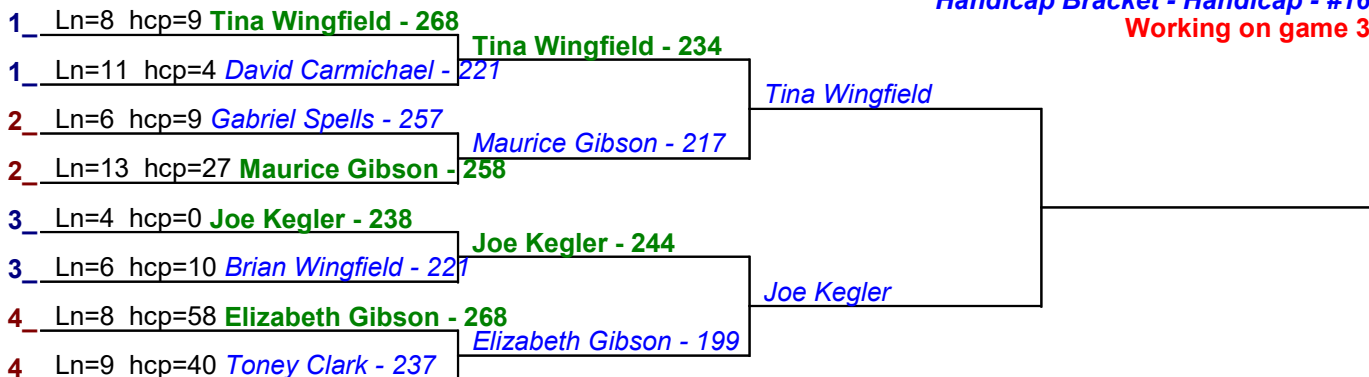 Handicap Bracket - Handicap - #16
Working on game 3
1_ Ln=8 hcp=9 Tina Wingfield - 268
Tina Wingfield - 234
1_ Ln=11 hcp=4 David Carmichael - 221
Tina Wingfield
2_ Ln=6 hcp=9 Gabriel Spells - 257
Maurice Gibson - 217
2_ Ln=13 hcp=27 Maurice Gibson - 258
3_ Ln=4 hcp=0 Joe Kegler - 238
Joe Kegler - 244
3_ Ln=6 hcp=10 Brian Wingfield - 221
Joe Kegler
4_ Ln=8 hcp=58 Elizabeth Gibson - 268
Elizabeth Gibson - 199
4 Ln=9 hcp=40 Toney Clark - 237